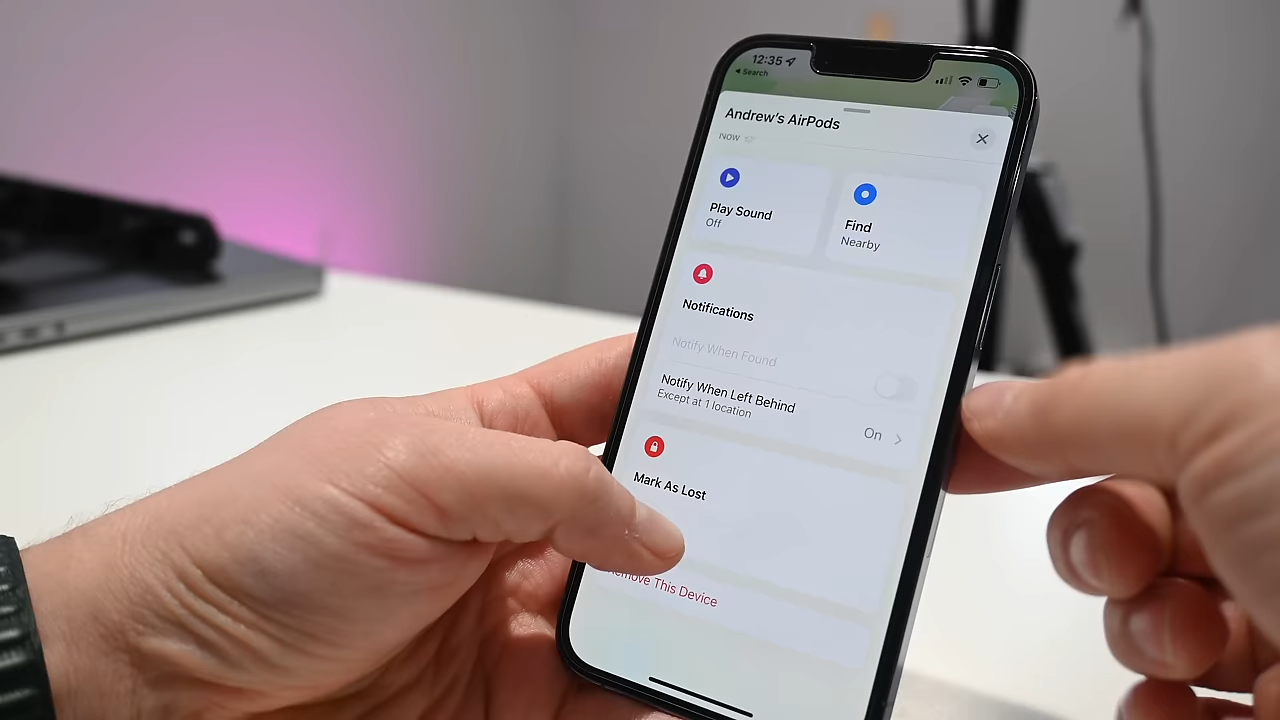 12:35
Search
Andrew's AirPods
Now
Play Sound
Off
Find
Nearby
Notifications
Notify When Found
Notify When Left Behind
Except at 1 location
On
Mark As Lost
Remove This Device